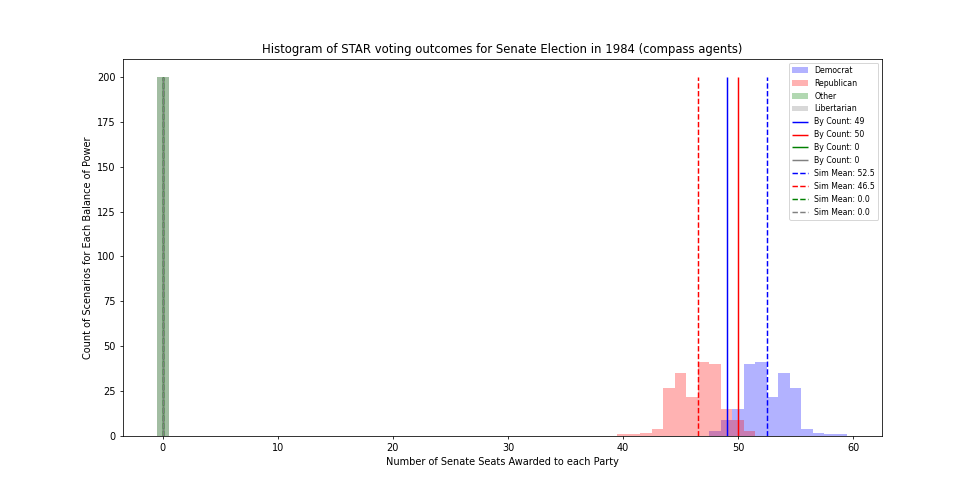 Histogram of STAR voting outcomes for Senate Election in 1984 (compass agents)
Count of Scenarios for Each Balance of Power
200
175
150
125
100
75
50
25
0
0 10 20 30 40 50 60
Number of Senate Seats Awarded to each Party
Democrat
Republican
Other
Libertarian
By Count: 49
By Count: 50
By Count: 0
By Count: 0
Sim Mean: 52.5
Sim Mean: 46.5
Sim Mean: 0.0
Sim Mean: 0.0